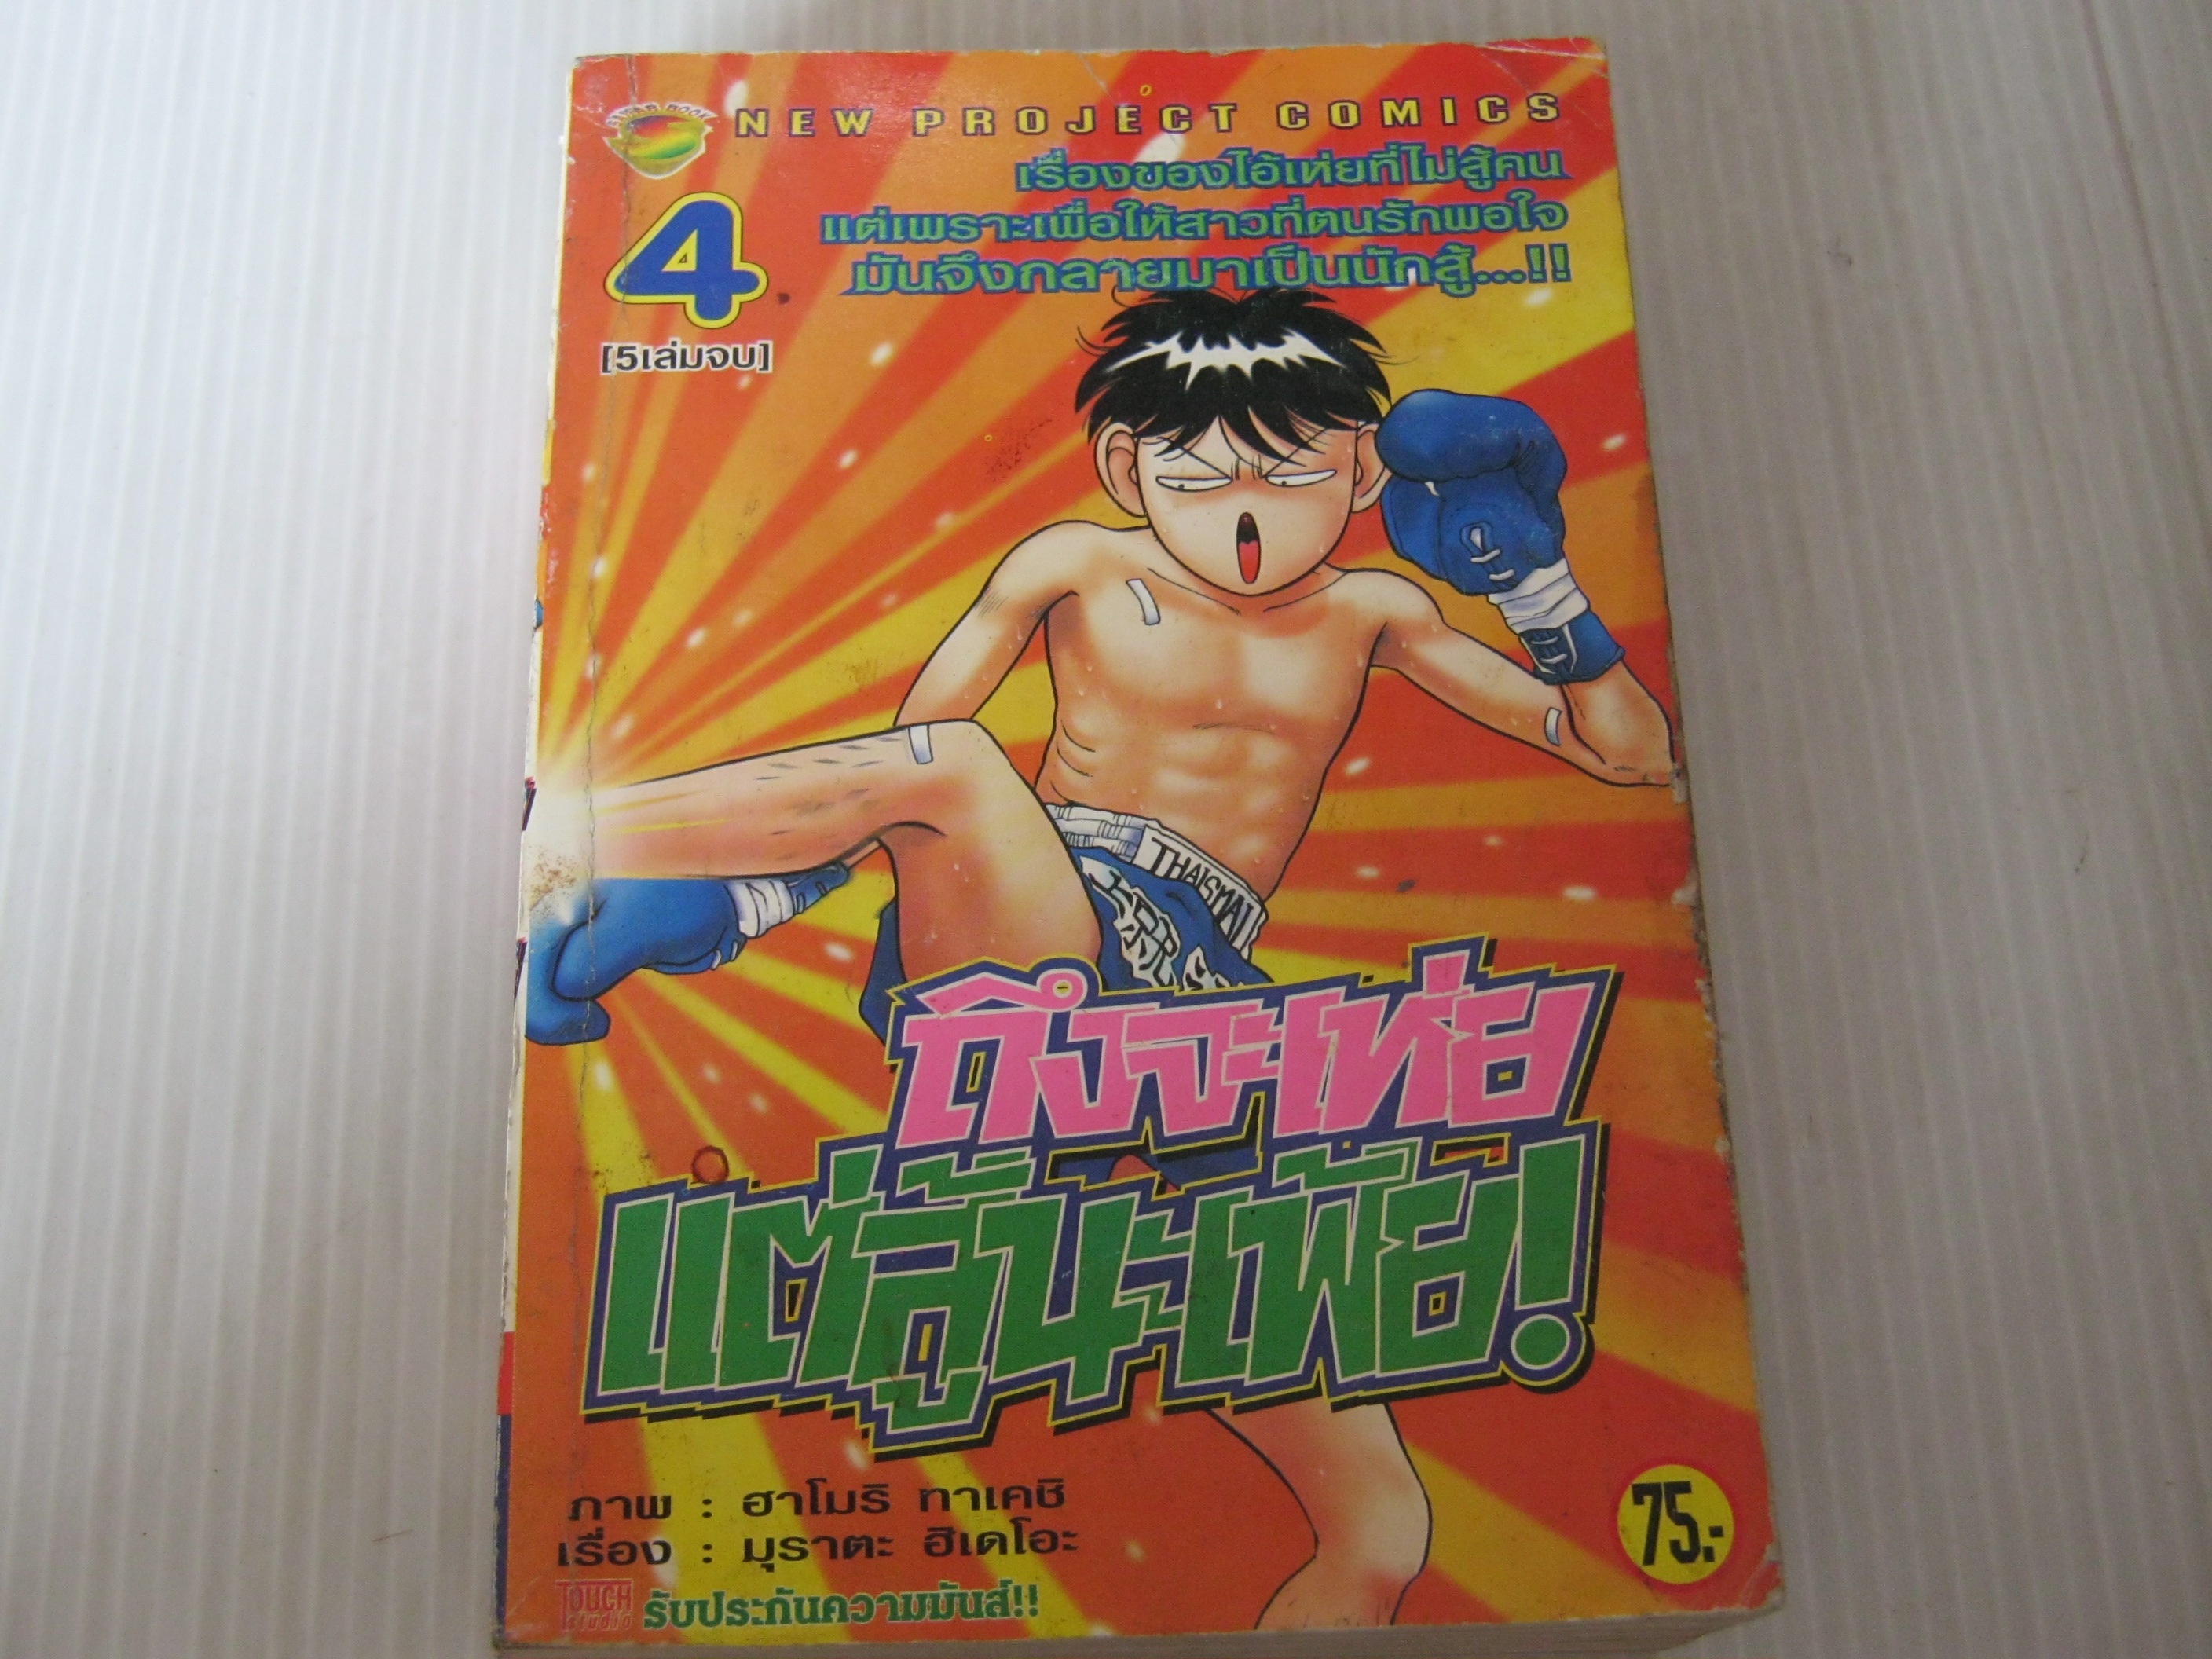 STAR BOOK
NEW PROJECT COMICS
เรื่องของไอ้เห่ยที่ไม่สู้คน
แต่เพราะเพื่อให้สาวที่ตนรักพอใจ
มันจึงกลายมาเป็นนักสู้...!!
4
[5เล่มจบ]
THAISMAI
ถึงจะเห่ย
แต่สู้นะเฟ้ย!
ภาพ : ฮาโมริ ทาเคชิ
เรื่อง : มุราตะ ฮิเดโอะ
75.-
TOUCH
studio
รับประกันความมันส์!!